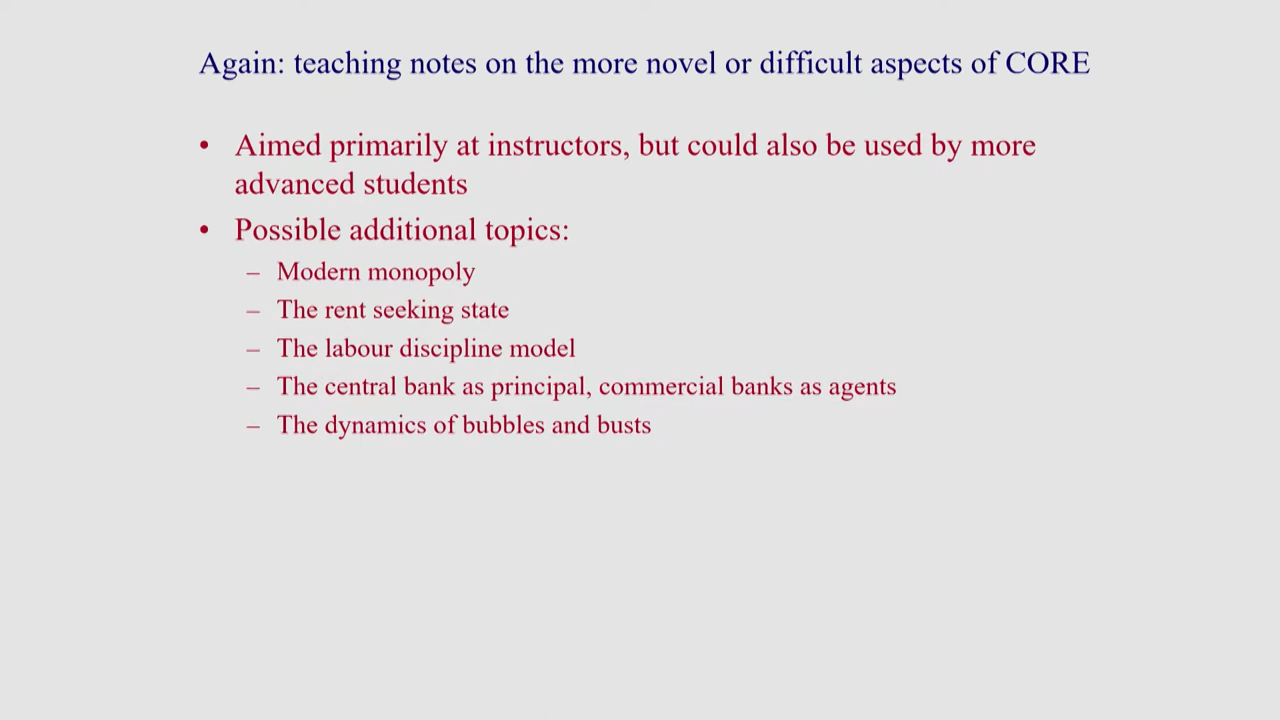 Again: teaching notes on the more novel or difficult aspects of CORE
• Aimed primarily at instructors, but could also be used by more
advanced students
• Possible additional topics:
– Modern monopoly
– The rent seeking state
– The labour discipline model
– The central bank as principal, commercial banks as agents
– The dynamics of bubbles and busts